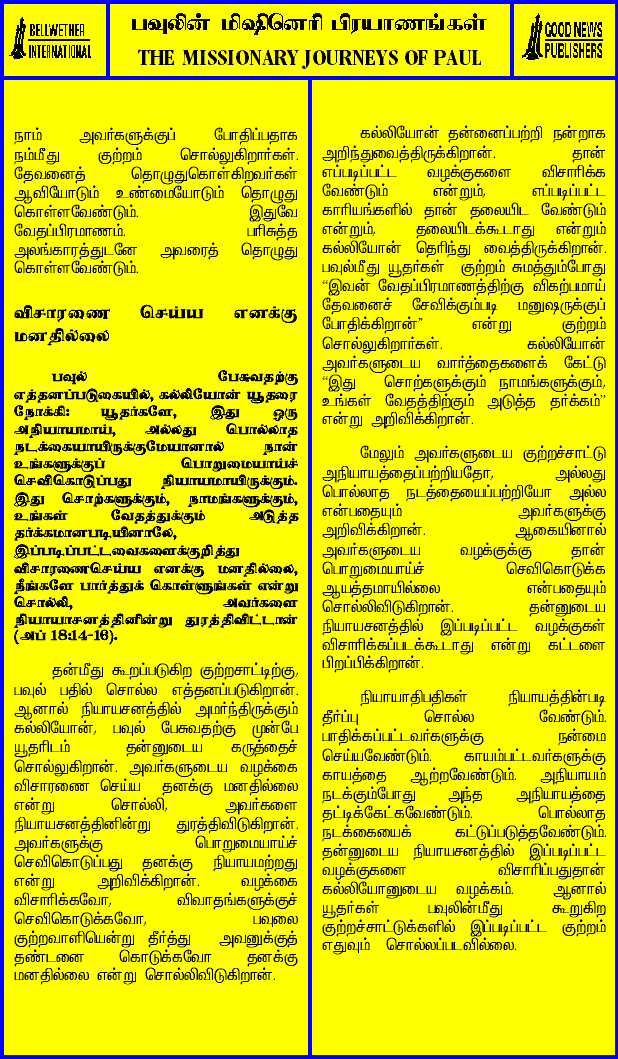 BELLWETHER
INTERNATIONAL
பவுலின் மிஷினெரி பிரயாணங்கள்
THE MISSIONARY JOURNEYS OF PAUL
GOOD NEWS
PUBLISHERS
நாம் அவர்களுக்குப் போதிப்பதாக
நம்மீது குற்றம் சொல்லுகிறார்கள்.
தேவனைத் தொழுதுகொள்கிறவர்கள்
ஆவியோடும் உண்மையோடும் தொழுது
கொள்ளவேண்டும். இதுவே
வேதப்பிரமாணம். பரிசுத்த
அலங்காரத்துடனே அவரைத் தொழுது
கொள்ளவேண்டும்.
விசாரணை செய்ய எனக்கு
மனதில்லை
பவுல் பேசுவதற்கு
எத்தனப்படுகையில், கல்லியோன் யூதரை
நோக்கி: யூதர்களே, இது ஒரு
அநியாயமாய், அல்லது பொல்லாத
நடக்கையாயிருக்குமேயானால் நான்
உங்களுக்குப் பொறுமையாய்ச்
செவிகொடுப்பது நியாயமாயிருக்கும்.
இது சொற்களுக்கும், நாமங்களுக்கும்,
உங்கள் வேதத்துக்கும் அடுத்த
தர்க்கமானபடியினாலே,
இப்படிப்பட்டவைகளைக்குறித்து
விசாரணைசெய்ய எனக்கு மனதில்லை,
நீங்களே பார்த்துக் கொள்ளுங்கள் என்று
சொல்லி, அவர்களை
நியாயாசனத்தினின்று துரத்திவிட்டான்
(அப் 18:14-16).
தன்மீது கூறப்படுகிற குற்றசாட்டிற்கு,
பவுல் பதில் சொல்ல எத்தனப்படுகிறான்.
ஆனால் நியாயசனத்தில் அமர்ந்திருக்கும்
கல்லியோன், பவுல் பேசுவதற்கு முன்பே
யூதரிடம் தன்னுடைய கருத்தைச்
சொல்லுகிறான். அவர்களுடைய வழக்கை
விசாரணை செய்ய தனக்கு மனதில்லை
என்று சொல்லி, அவர்களை
நியாயசனத்தினின்று துரத்திவிடுகிறான்.
அவர்களுக்கு பொறுமையாய்ச்
செவிகொடுப்பது தனக்கு நியாயமற்றது
என்று அறிவிக்கிறான். வழக்கை
விசாரிக்கவோ, விவாதங்களுக்குச்
செவிகொடுக்கவோ, பவுலை
குற்றவாளியென்று தீர்த்து அவனுக்குத்
தண்டனை கொடுக்கவோ தனக்கு
மனதில்லை என்று சொல்லிவிடுகிறான்.
கல்லியோன் தன்னைப்பற்றி நன்றாக
அறிந்துவைத்திருக்கிறான். தான்
எப்படிப்பட்ட வழக்குகளை விசாரிக்க
வேண்டும் என்றும், எப்படிப்பட்ட
காரியங்களில் தான் தலையிட வேண்டும்
என்றும், தலையிடக்கூடாது என்றும்
கல்லியோன் தெரிந்து வைத்திருக்கிறான்.
பவுல்மீது யூதர்கள் குற்றம் சுமத்தும்போது
“இவன் வேதப்பிரமாணத்திற்கு விகற்பமாய்
தேவனைச் சேவிக்கும்படி மனுஷருக்குப்
போதிக்கிறான்” என்று குற்றம்
சொல்லுகிறார்கள். கல்லியோன்
அவர்களுடைய வார்த்தைகளைக் கேட்டு
“இது சொற்களுக்கும் நாமங்களுக்கும்,
உங்கள் வேதத்திற்கும் அடுத்த தர்க்கம்”
என்று அறிவிக்கிறான்.
மேலும் அவர்களுடைய குற்றச்சாட்டு
அநியாயத்தைப்பற்றியதோ, அல்லது
பொல்லாத நடத்தையைப்பற்றியோ அல்ல
என்பதையும் அவர்களுக்கு
அறிவிக்கிறான். ஆகையினால்
அவர்களுடைய வழக்குக்கு தான்
பொறுமையாய்ச் செவிகொடுக்க
ஆயத்தமாயில்லை என்பதையும்
சொல்லிவிடுகிறான். தன்னுடைய
நியாயசனத்தில் இப்படிப்பட்ட வழக்குகள்
விசாரிக்கப்படக்கூடாது என்று கட்டளை
பிறப்பிக்கிறான்.
நியாயாதிபதிகள் நியாயத்தின்படி
தீர்ப்பு சொல்ல வேண்டும்.
பாதிக்கப்பட்டவர்களுக்கு நன்மை
செய்யவேண்டும். காயம்பட்டவர்களுக்கு
காயத்தை ஆற்றவேண்டும். அநியாயம்
நடக்கும்போது அந்த அநியாயத்தை
தட்டிக்கேட்கவேண்டும். பொல்லாத
நடக்கையைக் கட்டுப்படுத்தவேண்டும்.
தன்னுடைய நியாயசனத்தில் இப்படிப்பட்ட
வழக்குகளை விசாரிப்பதுதான்
கல்லியோனுடைய வழக்கம். ஆனால்
யூதர்கள் பவுலின்மீது கூறுகிற
குற்றச்சாட்டுக்களில் இப்படிப்பட்ட குற்றம்
எதுவும் சொல்லப்படவில்லை.